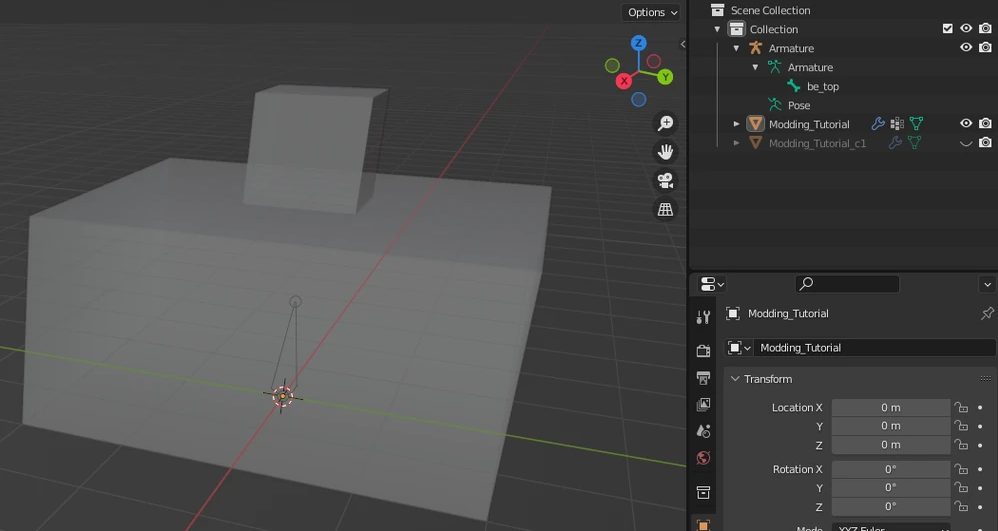 Options
Z
Y
X
Scene Collection
Collection
Armature
Armature
be_top
Pose
Modding_Tutorial
Modding_Tutorial_c1
Modding_Tutorial
Modding_Tutorial
Transform
Location X 0 m
Y 0 m
Z 0 m
Rotation X 0°
Y 0°
Z 0°
Mode XYZ Euler